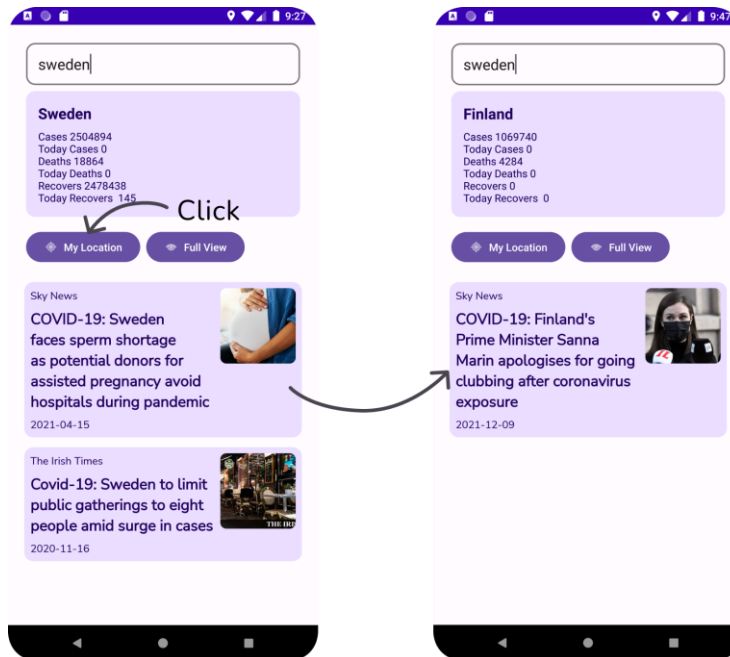 9:27
sweden
Sweden
Cases 2504894
Today Cases 0
Deaths 18864
Today Deaths 0
Recovers 2478438
Today Recovers 145
Click
My Location
Full View
Sky News
COVID-19: Sweden
faces sperm shortage
as potential donors for
assisted pregnancy avoid
hospitals during pandemic
2021-04-15
The Irish Times
Covid-19: Sweden to limit
public gatherings to eight
people amid surge in cases
THE IRI
2020-11-16
9:47
sweden
Finland
Cases 1069740
Today Cases 0
Deaths 4284
Today Deaths 0
Recovers 0
Today Recovers 0
My Location
Full View
Sky News
COVID-19: Finland's
Prime Minister Sanna
Marin apologises for going
clubbing after coronavirus
exposure
2021-12-09